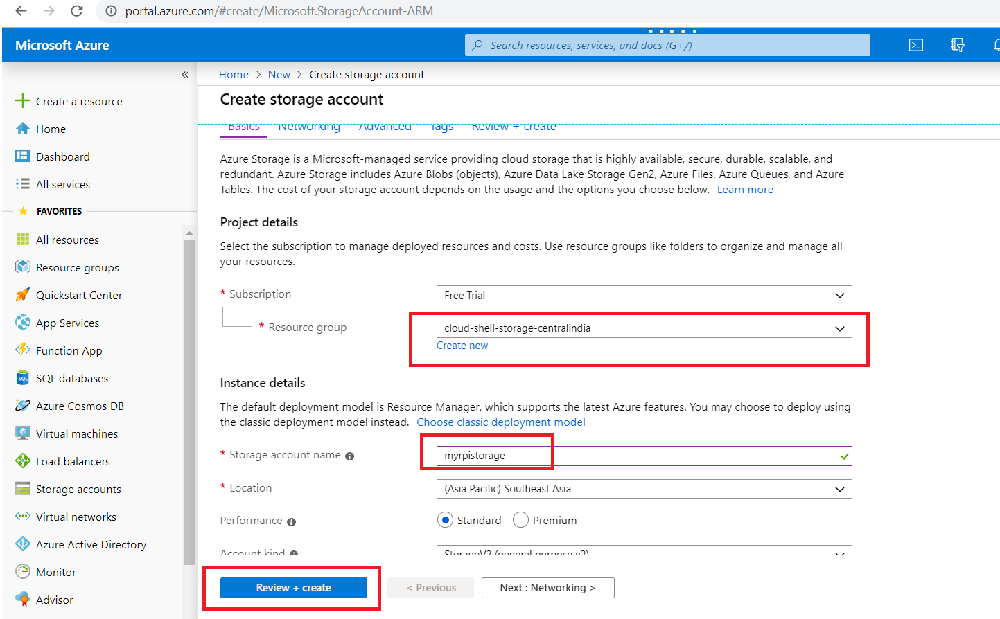 portal.azure.com/#create/Microsoft.StorageAccount-ARM
Microsoft Azure
Search resources, services, and docs (G+/)
Home > New > Create storage account
Create storage account
Basics Networking Advanced Tags Review + create
Create a resource
Home
Dashboard
All services
FAVORITES
All resources
Resource groups
Quickstart Center
App Services
Function App
SQL databases
Azure Cosmos DB
Virtual machines
Load balancers
Storage accounts
Virtual networks
Azure Active Directory
Monitor
Advisor
Azure Storage is a Microsoft-managed service providing cloud storage that is highly available, secure, durable, scalable, and
redundant. Azure Storage includes Azure Blobs (objects), Azure Data Lake Storage Gen2, Azure Files, Azure Queues, and Azure
Tables. The cost of your storage account depends on the usage and the options you choose below. Learn more
Project details
Select the subscription to manage deployed resources and costs. Use resource groups like folders to organize and manage all
your resources.
* Subscription
Free Trial
* Resource group
cloud-shell-storage-centralindia
Create new
Instance details
The default deployment model is Resource Manager, which supports the latest Azure features. You may choose to deploy using
the classic deployment model instead. Choose classic deployment model
* Storage account name
myrpistorage
* Location
(Asia Pacific) Southeast Asia
Performance
Standard Premium
Account kind
StorageV2 (general purpose v2)
Review + create
< Previous
Next : Networking >